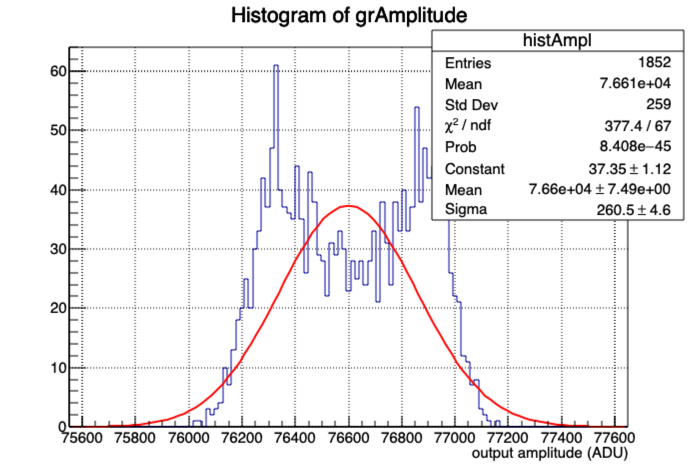 Histogram of grAmplitude
histAmpl
Entries 1852
Mean 7.661e+04
Std Dev 259
χ² / ndf 377.4 / 67
Prob 8.408e−45
Constant 37.35 ± 1.12
Mean 7.66e+04 ± 7.49e+00
Sigma 260.5 ± 4.6
60
50
40
30
20
10
0
75600 75800 76000 76200 76400 76600 76800 77000 77200 77400 77600
output amplitude (ADU)